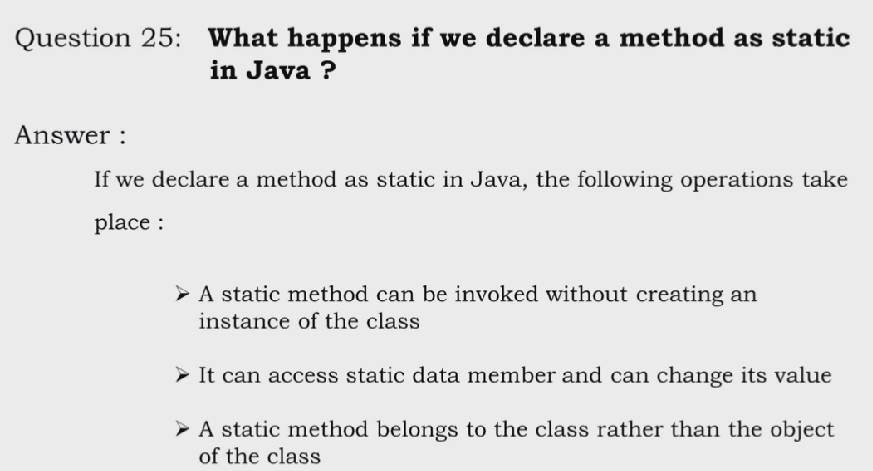 Question 25: What happens if we declare a method as static
in Java ?
Answer :
If we declare a method as static in Java, the following operations take
place :
➢ A static method can be invoked without creating an
instance of the class
➢ It can access static data member and can change its value
➢ A static method belongs to the class rather than the object
of the class